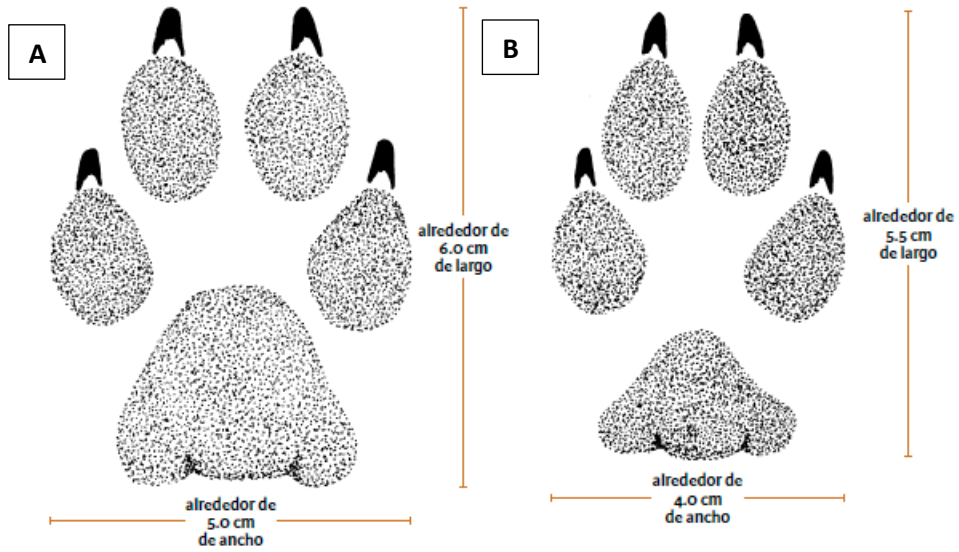 A
B
alrededor de
6.0 cm
de largo
alrededor de
5.5 cm
de largo
alrededor de
5.0 cm
de ancho
alrededor de
4.0 cm
de ancho